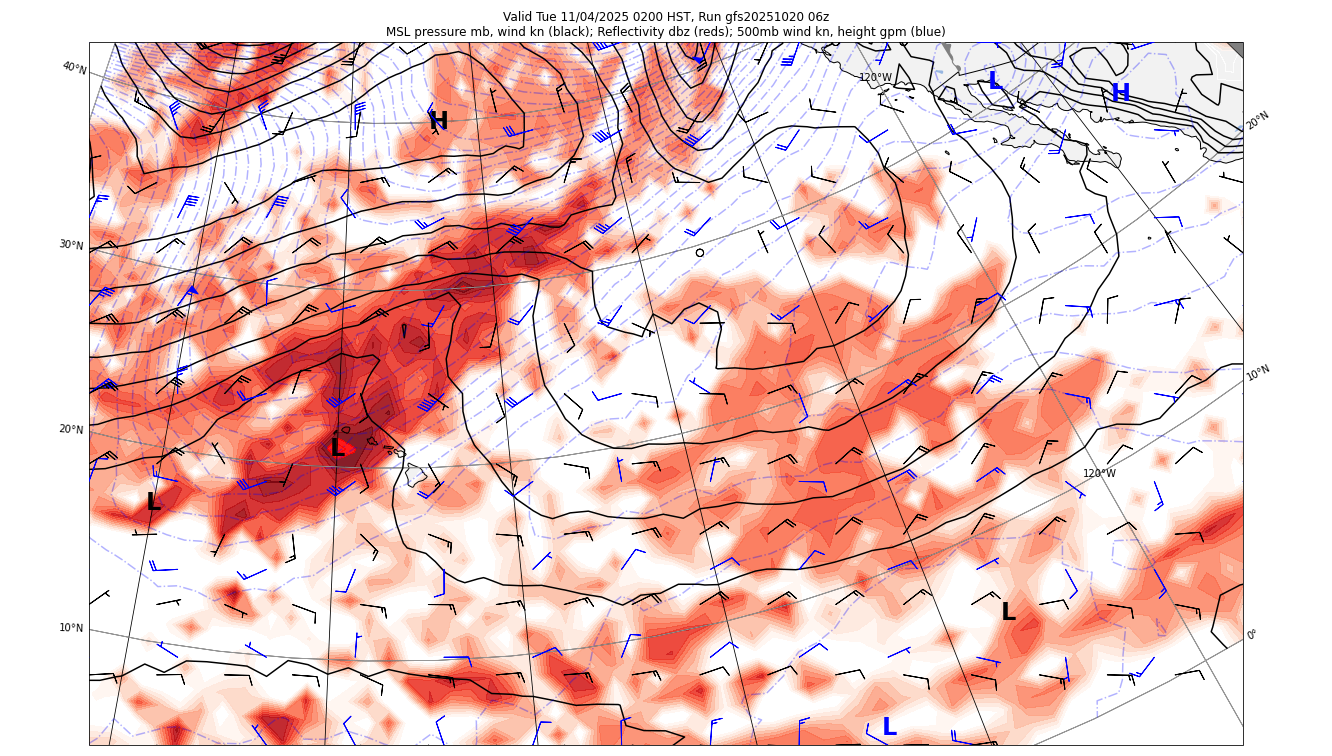 Valid Tue 11/04/2025 0200 HST, Run gfs20251020 06z
MSL pressure mb, wind kn (black); Reflectivity dbz (reds); 500mb wind kn, height gpm (blue)
40°N
120°W
L
H
20°N
H
30°N
10°N
20°N
L
120°W
L
L
10°N
0°
L